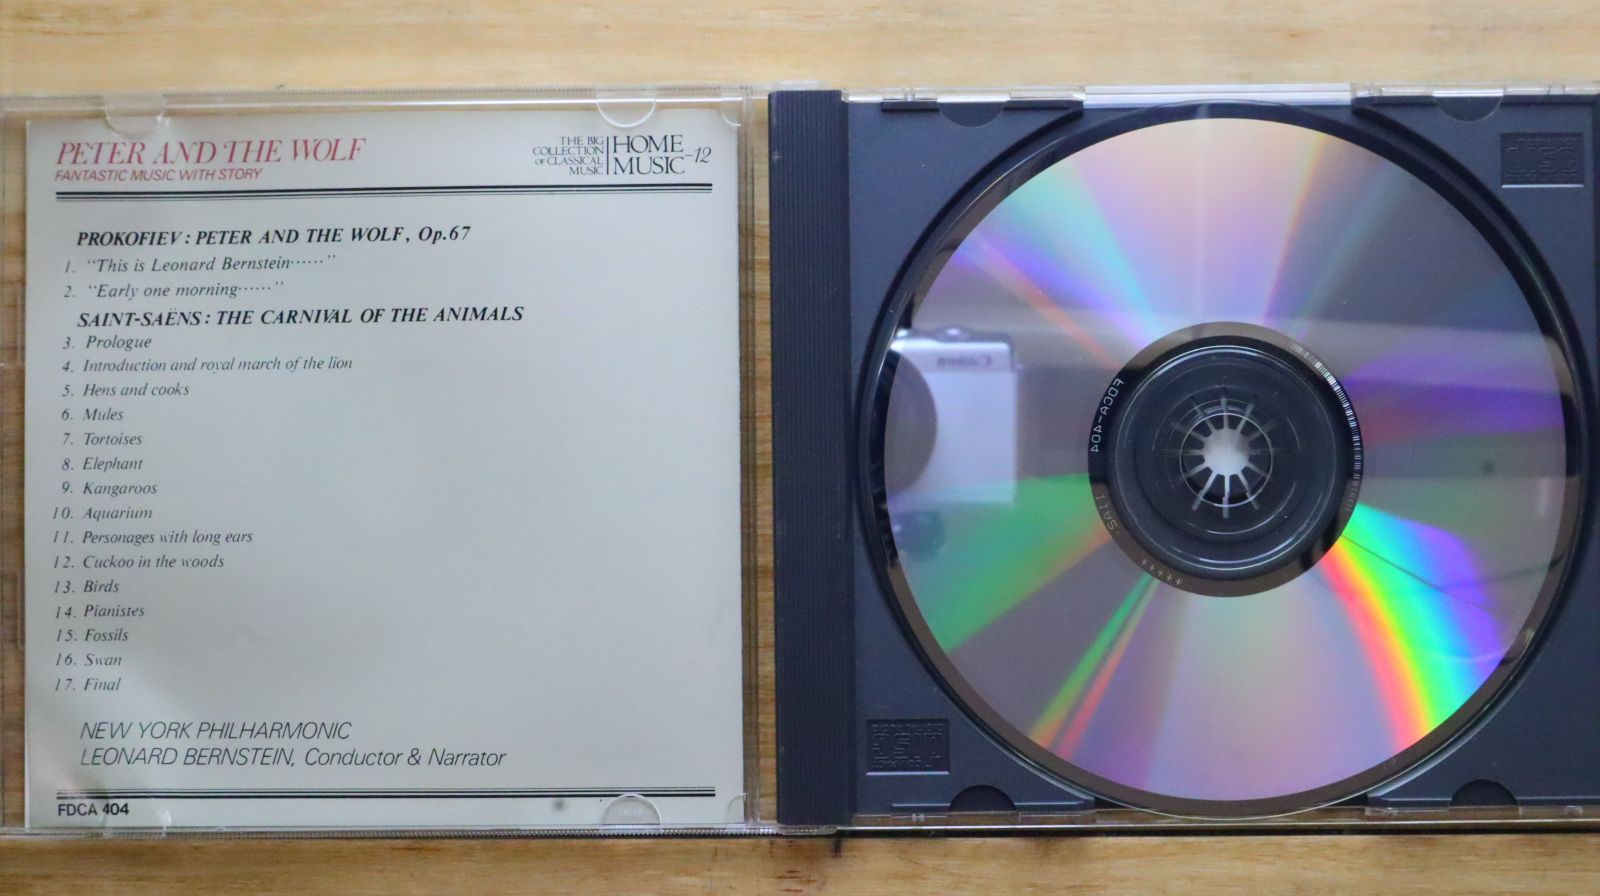 PETER AND THE WOLF
FANTASTIC MUSIC WITH STORY
THE BIG
COLLECTION
OF CLASSICAL
MUSIC
HOME
MUSIC -12
PROKOFIEV : PETER AND THE WOLF, Op.67
1. “This is Leonard Bernstein······”
2. “Early one morning······”
SAINT-SAËNS : THE CARNIVAL OF THE ANIMALS
3. Prologue
4. Introduction and royal march of the lion
5. Hens and cooks
6. Mules
7. Tortoises
8. Elephant
9. Kangaroos
10. Aquarium
11. Personages with long ears
12. Cuckoo in the woods
13. Birds
14. Pianistes
15. Fossils
16. Swan
17. Final
NEW YORK PHILHARMONIC
LEONARD BERNSTEIN, Conductor & Narrator
FDCA 404
Canon
FDCA-404
+++++